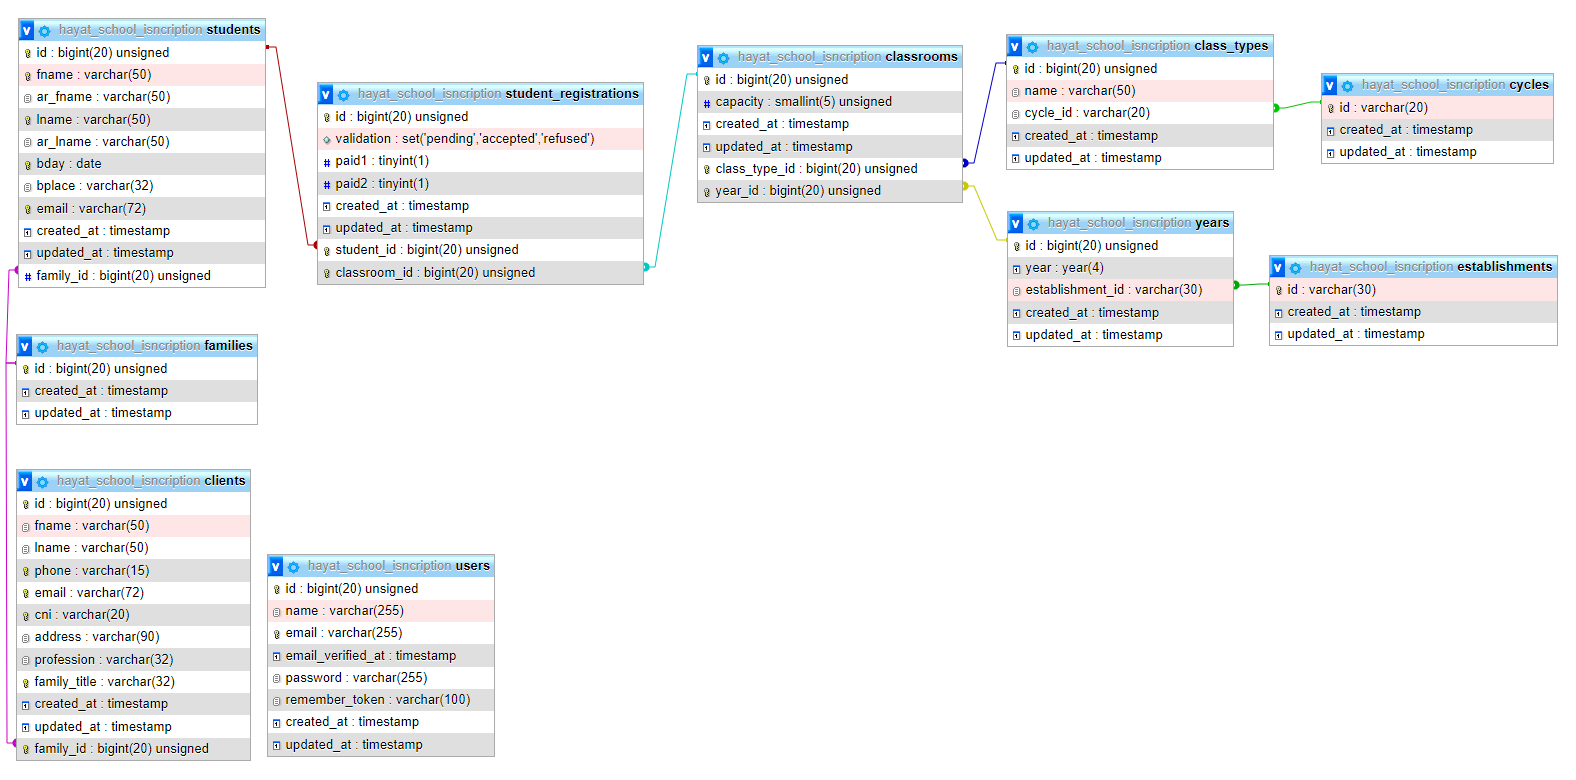 hayat_school_isncription students
id : bigint(20) unsigned
fname : varchar(50)
ar_fname : varchar(50)
lname : varchar(50)
ar_lname : varchar(50)
bday : date
bplace : varchar(32)
email : varchar(72)
created_at : timestamp
updated_at : timestamp
family_id : bigint(20) unsigned
hayat_school_isncription student_registrations
id : bigint(20) unsigned
validation : set('pending','accepted','refused')
paid1 : tinyint(1)
paid2 : tinyint(1)
created_at : timestamp
updated_at : timestamp
student_id : bigint(20) unsigned
classroom_id : bigint(20) unsigned
hayat_school_isncription classrooms
id : bigint(20) unsigned
capacity : smallint(5) unsigned
created_at : timestamp
updated_at : timestamp
class_type_id : bigint(20) unsigned
year_id : bigint(20) unsigned
hayat_school_isncription class_types
id : bigint(20) unsigned
name : varchar(50)
cycle_id : varchar(20)
created_at : timestamp
updated_at : timestamp
hayat_school_isncription cycles
id : varchar(20)
created_at : timestamp
updated_at : timestamp
hayat_school_isncription years
id : bigint(20) unsigned
year : year(4)
establishment_id : varchar(30)
created_at : timestamp
updated_at : timestamp
hayat_school_isncription establishments
id : varchar(30)
created_at : timestamp
updated_at : timestamp
hayat_school_isncription families
id : bigint(20) unsigned
created_at : timestamp
updated_at : timestamp
hayat_school_isncription clients
id : bigint(20) unsigned
fname : varchar(50)
lname : varchar(50)
phone : varchar(15)
email : varchar(72)
cni : varchar(20)
address : varchar(90)
profession : varchar(32)
family_title : varchar(32)
created_at : timestamp
updated_at : timestamp
family_id : bigint(20) unsigned
hayat_school_isncription users
id : bigint(20) unsigned
name : varchar(255)
email : varchar(255)
email_verified_at : timestamp
password : varchar(255)
remember_token : varchar(100)
created_at : timestamp
updated_at : timestamp